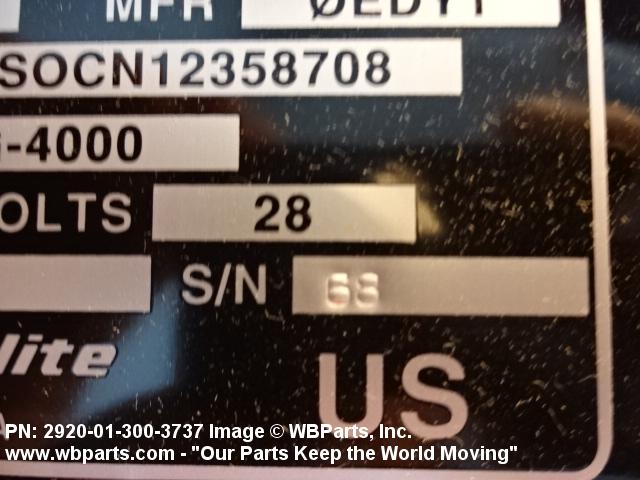 MFR ØEDY1
SOCN12358708
-4000
VOLTS 28
S/N 68
lite
US
PN: 2920-01-300-3737 Image © WBParts, Inc.
www.wbparts.com - "Our Parts Keep the World Moving"